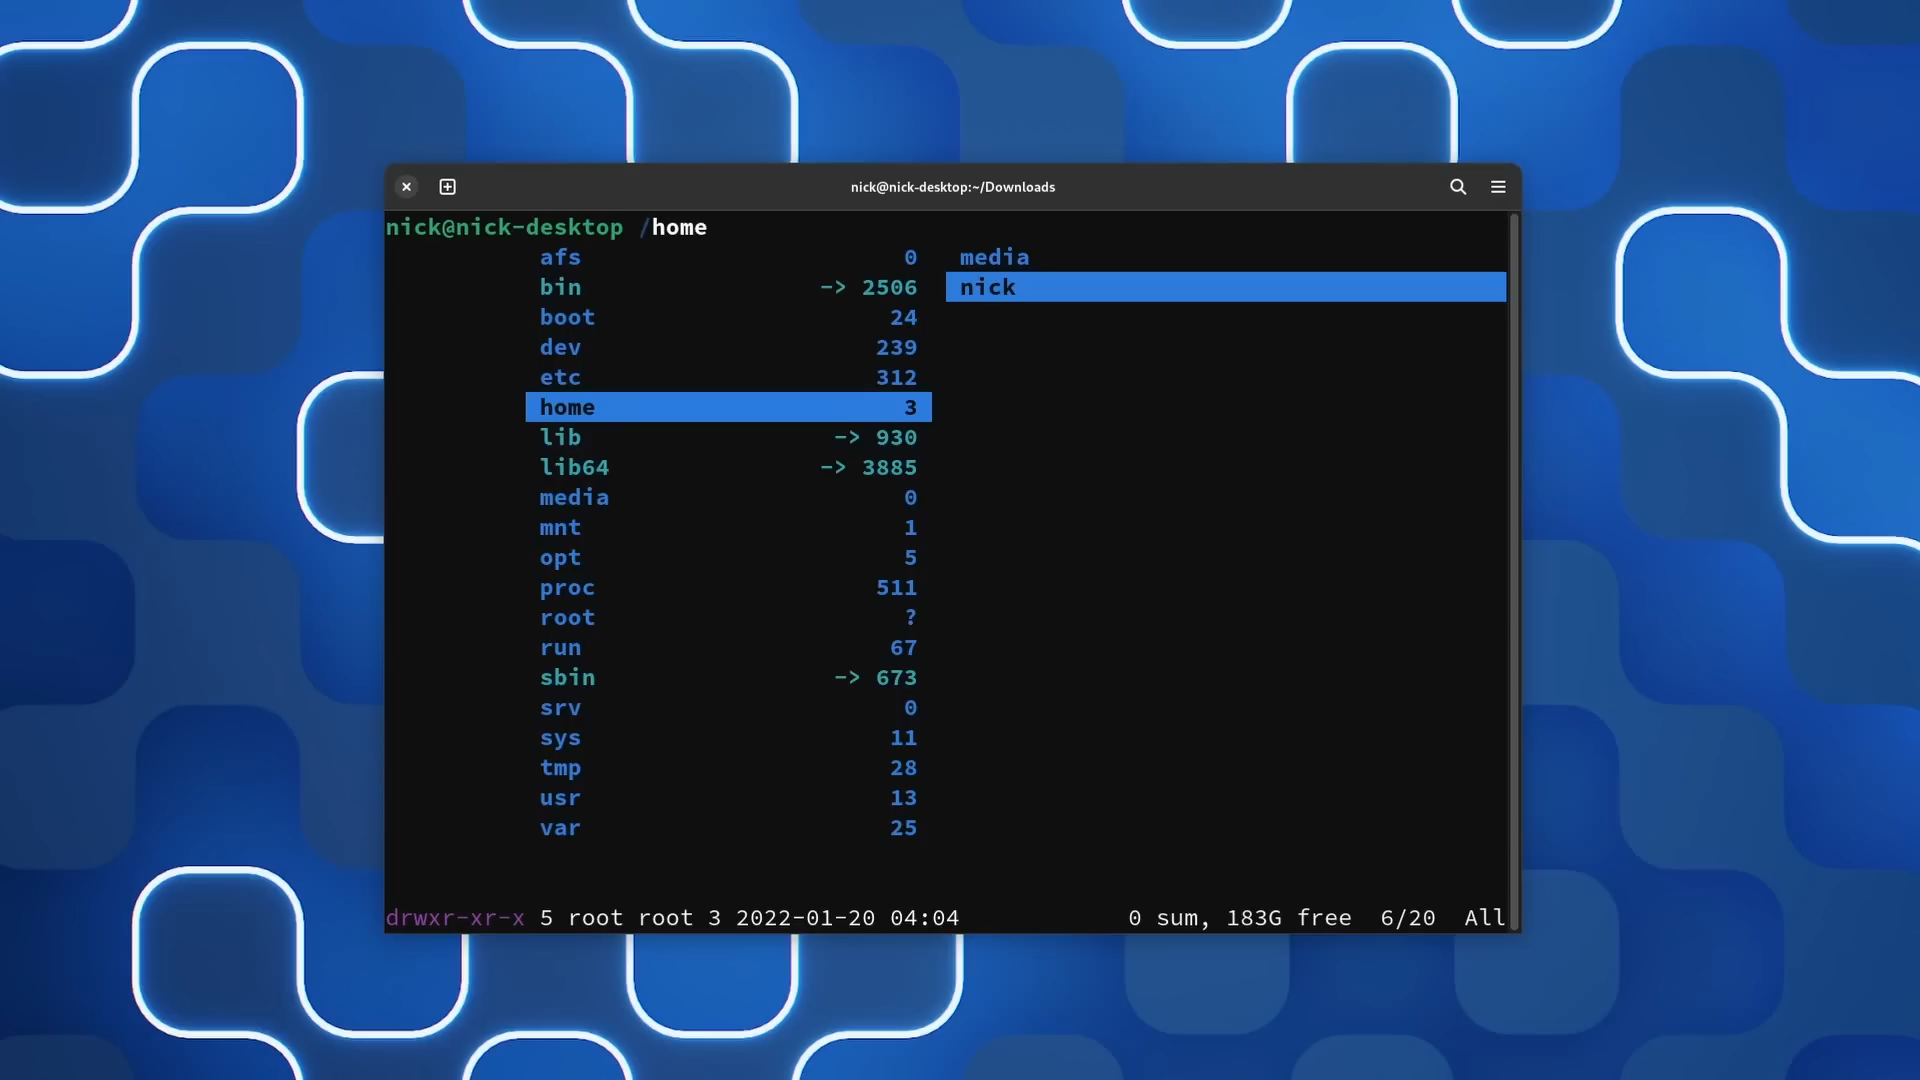 nick@nick-desktop:~/Downloads
nick@nick-desktop /home
afs 0 media
bin -> 2506 nick
boot 24
dev 239
etc 312
home 3
lib -> 930
lib64 -> 3885
media 0
mnt 1
opt 5
proc 511
root ?
run 67
sbin -> 673
srv 0
sys 11
tmp 28
usr 13
var 25
drwxr-xr-x 5 root root 3 2022-01-20 04:04 0 sum, 183G free 6/20 All